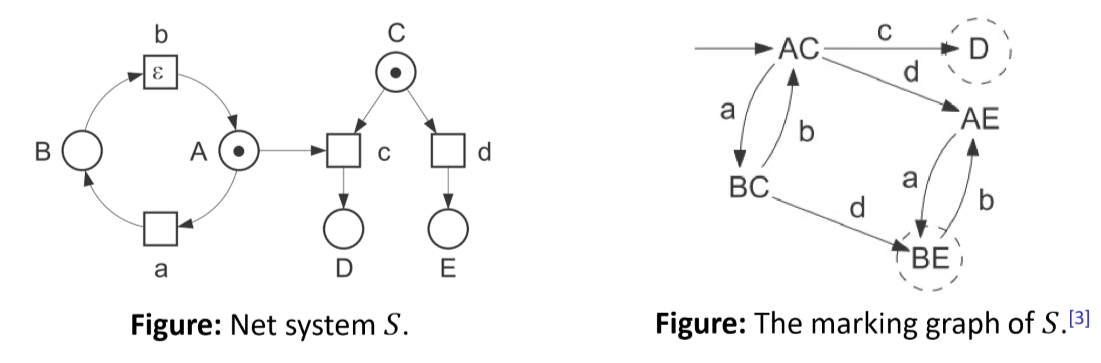 b
ε
B
A
a
C
c
d
D
E
Figure: Net system S.
AC
c
D
d
AE
a
b
BC
a
b
d
BE
Figure: The marking graph of S.[3]